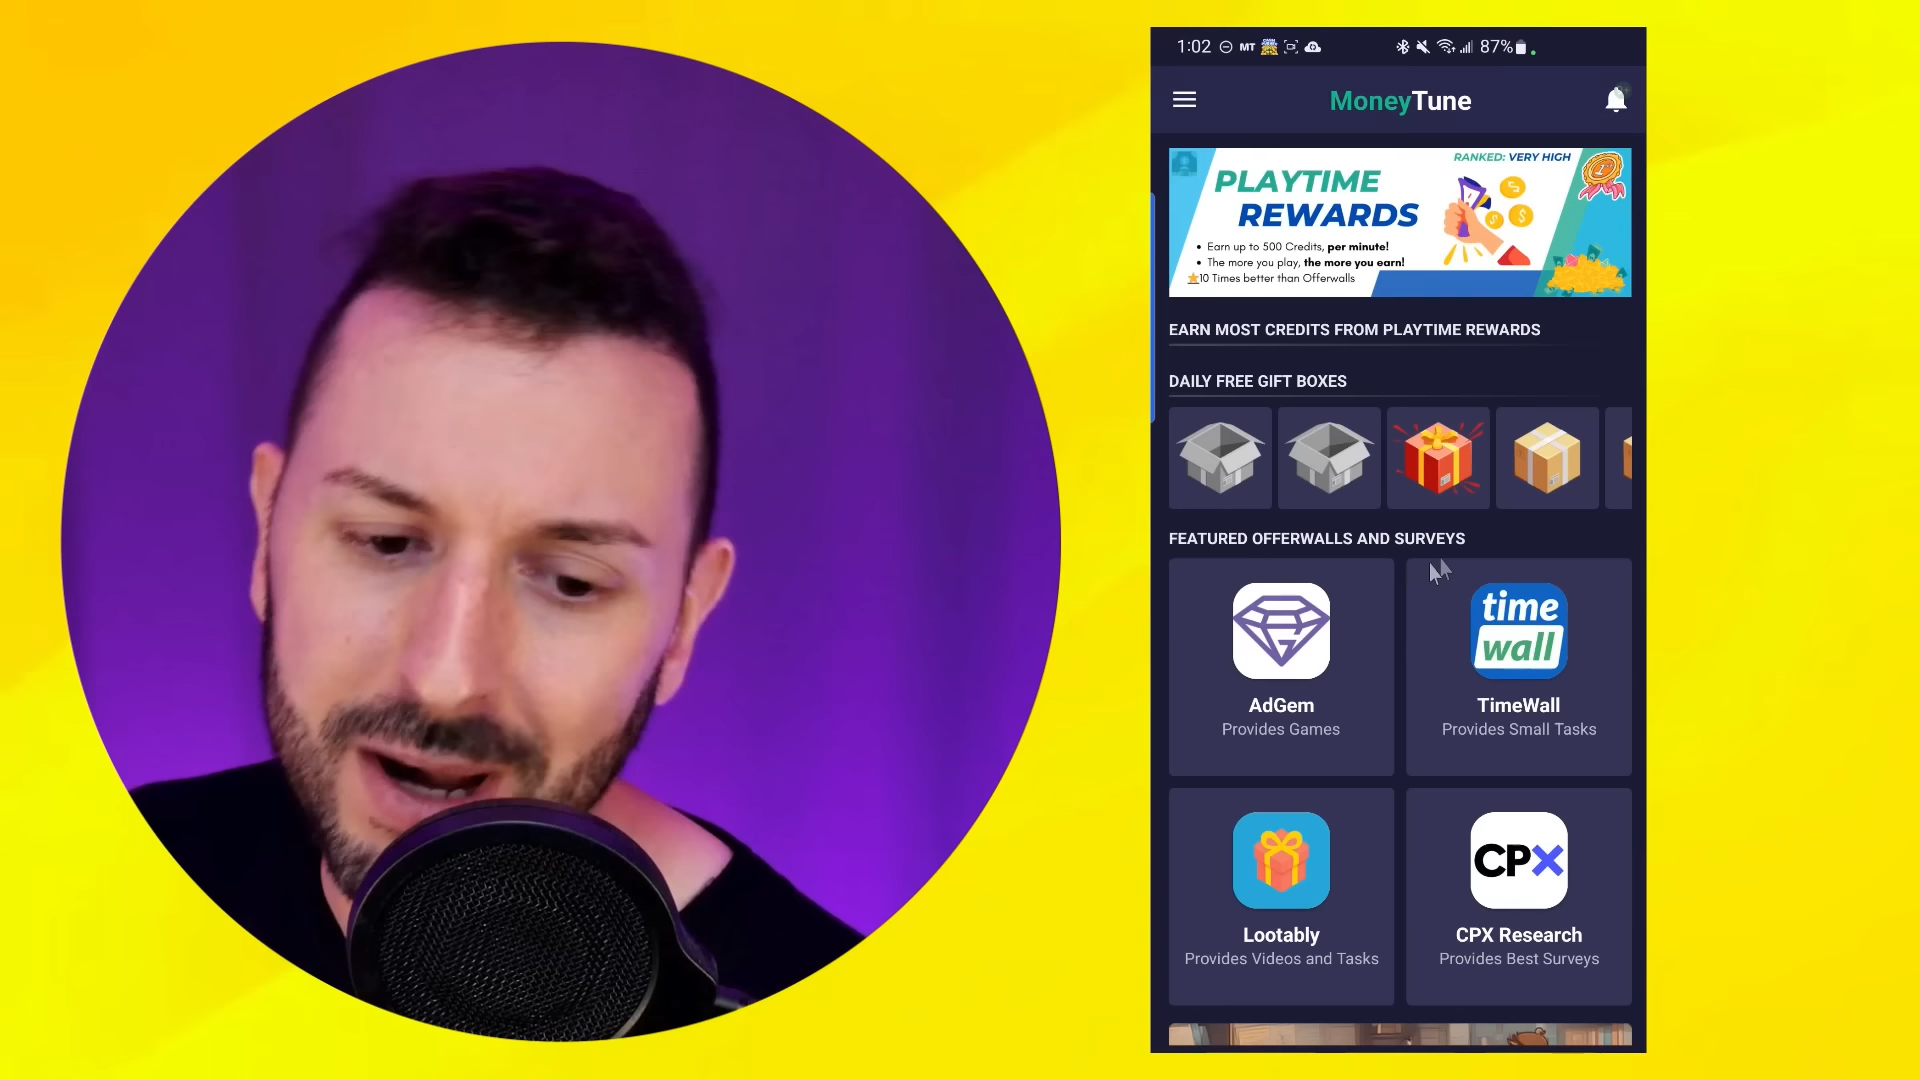 1:02 MT 87%
MoneyTune
RANKED: VERY HIGH
PLAYTIME
REWARDS
• Earn up to 500 Credits, per minute!
• The more you play, the more you earn!
10 Times better than Offerwalls
EARN MOST CREDITS FROM PLAYTIME REWARDS
DAILY FREE GIFT BOXES
FEATURED OFFERWALLS AND SURVEYS
time
wall
AdGem
Provides Games
TimeWall
Provides Small Tasks
CPX
Lootably
Provides Videos and Tasks
CPX Research
Provides Best Surveys